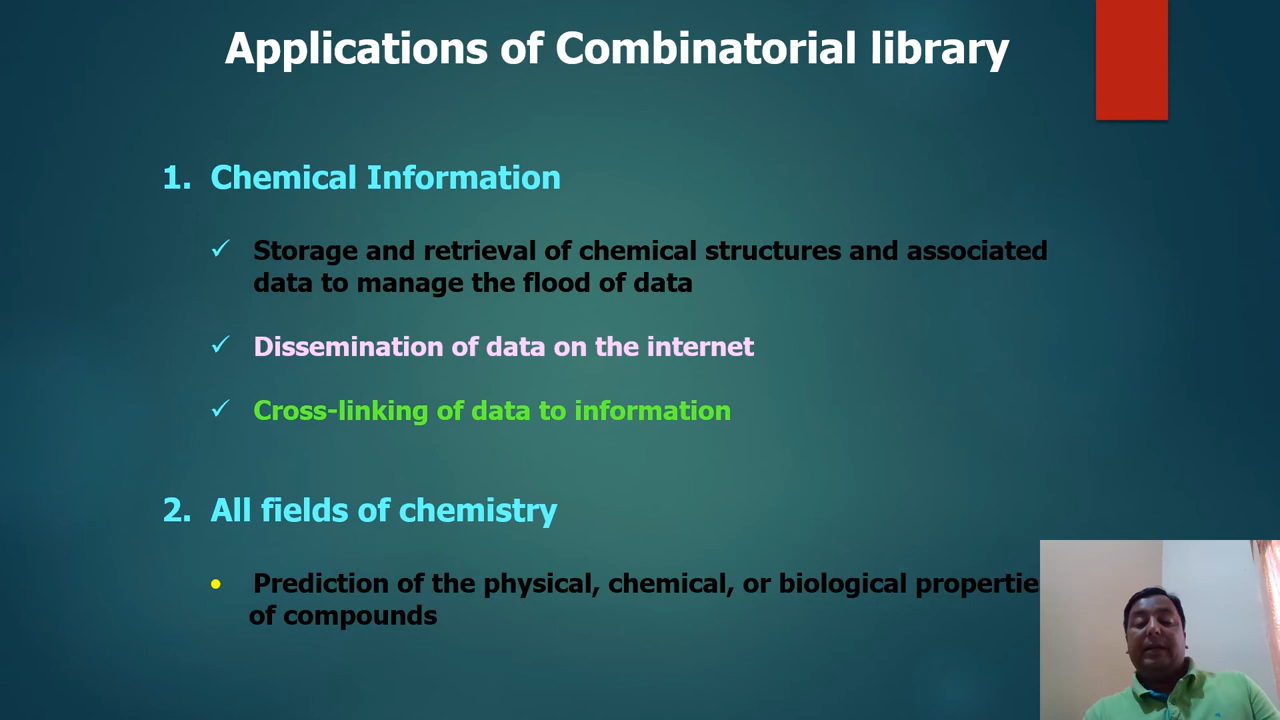 Applications of Combinatorial library
1. Chemical Information
✓ Storage and retrieval of chemical structures and associated
data to manage the flood of data
✓ Dissemination of data on the internet
✓ Cross-linking of data to information
2. All fields of chemistry
• Prediction of the physical, chemical, or biological propertie
of compounds